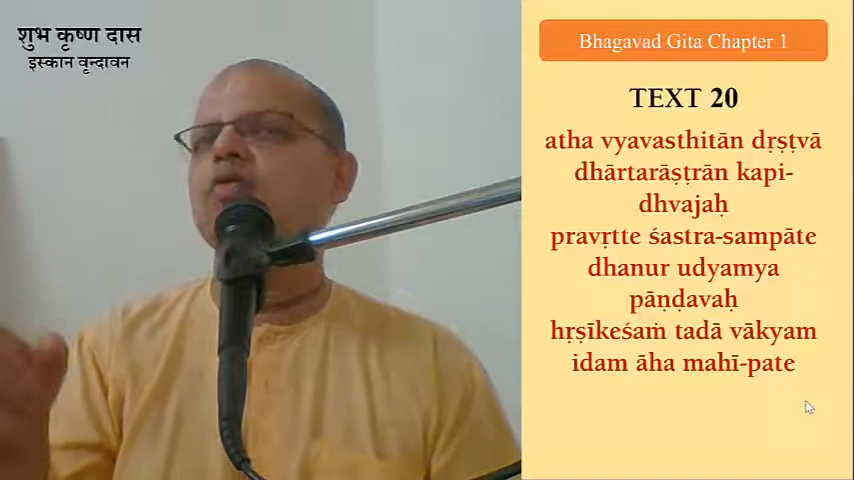 शुभ कृष्ण दास
इस्कान वृन्दावन
Bhagavad Gita Chapter 1
TEXT 20
atha vyavasthitān dṛṣṭvā
dhārtarāṣṭrān kapi-
dhvajaḥ
pravṛtte śastra-sampāte
dhanur udyamya
pāṇḍavaḥ
hṛṣīkeśaṁ tadā vākyam
idam āha mahī-pate